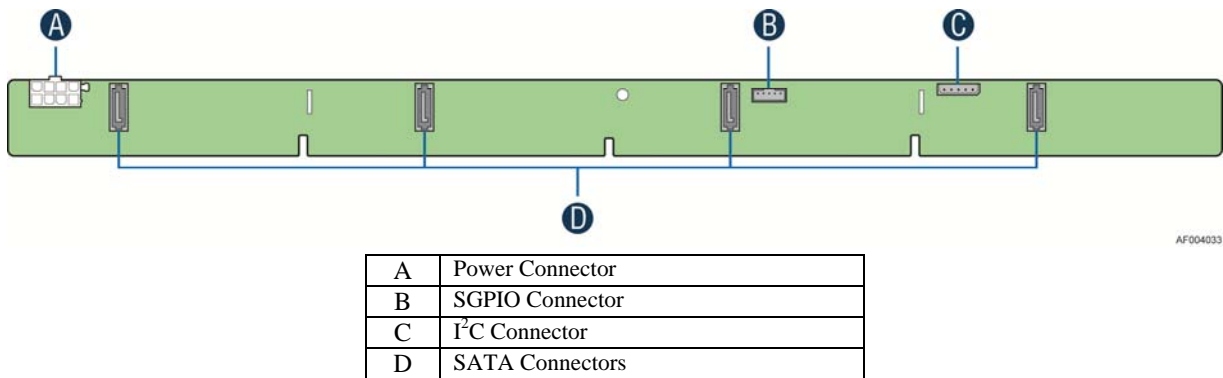 A
B
C
D
AF004033
A Power Connector
B SGPIO Connector
C I²C Connector
D SATA Connectors